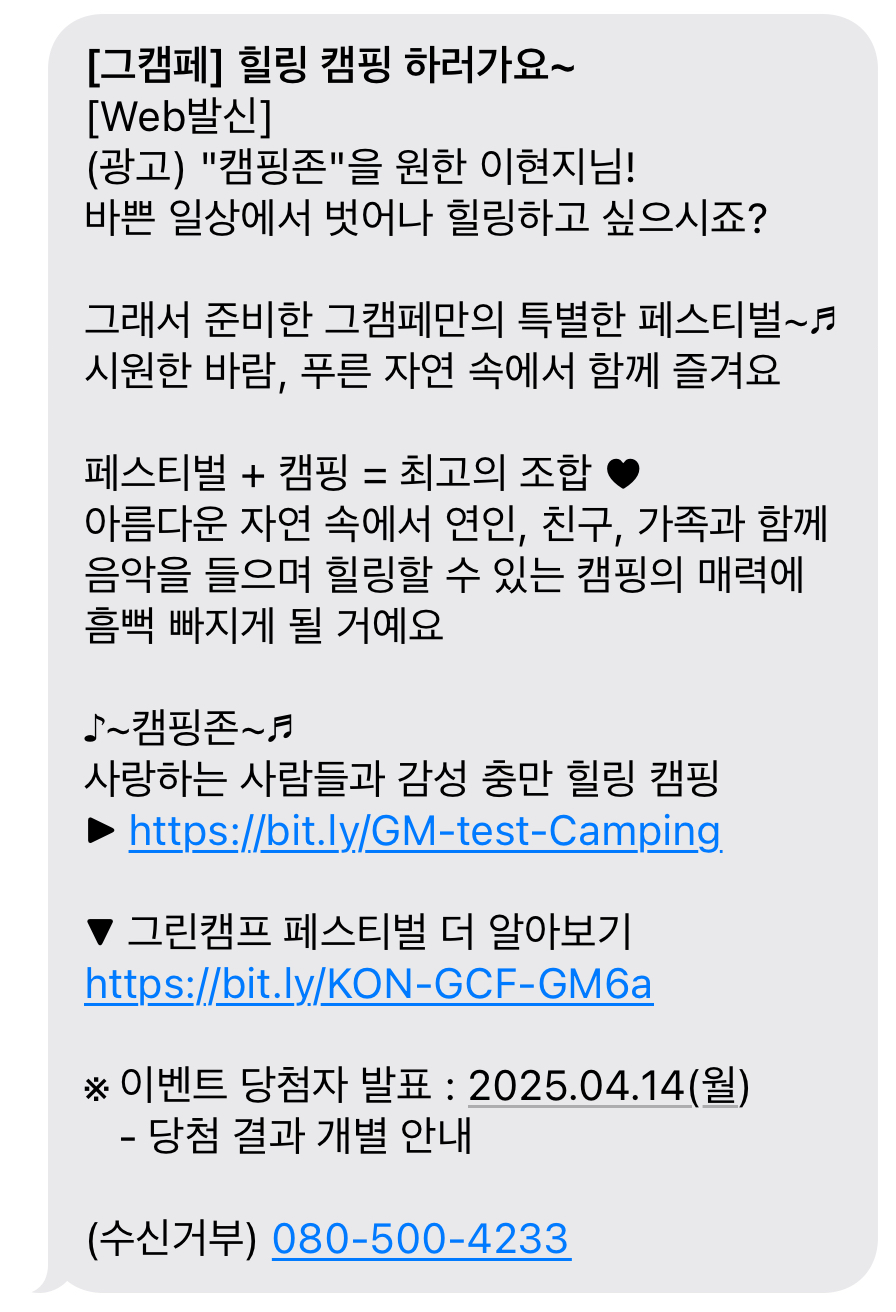 [그캠페] 힐링 캠핑 하러가요~
[Web발신]
(광고) "캠핑존"을 원한 이현지님!
바쁜 일상에서 벗어나 힐링하고 싶으시죠?
그래서 준비한 그캠페만의 특별한 페스티벌~♬
시원한 바람, 푸른 자연 속에서 함께 즐겨요
페스티벌 + 캠핑 = 최고의 조합 ♥
아름다운 자연 속에서 연인, 친구, 가족과 함께
음악을 들으며 힐링할 수 있는 캠핑의 매력에
흠뻑 빠지게 될 거예요
♪~캠핑존~♬
사랑하는 사람들과 감성 충만 힐링 캠핑
▶ https://bit.ly/GM-test-Camping
▼ 그린캠프 페스티벌 더 알아보기
https://bit.ly/KON-GCF-GM6a
※ 이벤트 당첨자 발표 : 2025.04.14(월)
- 당첨 결과 개별 안내
(수신거부) 080-500-4233